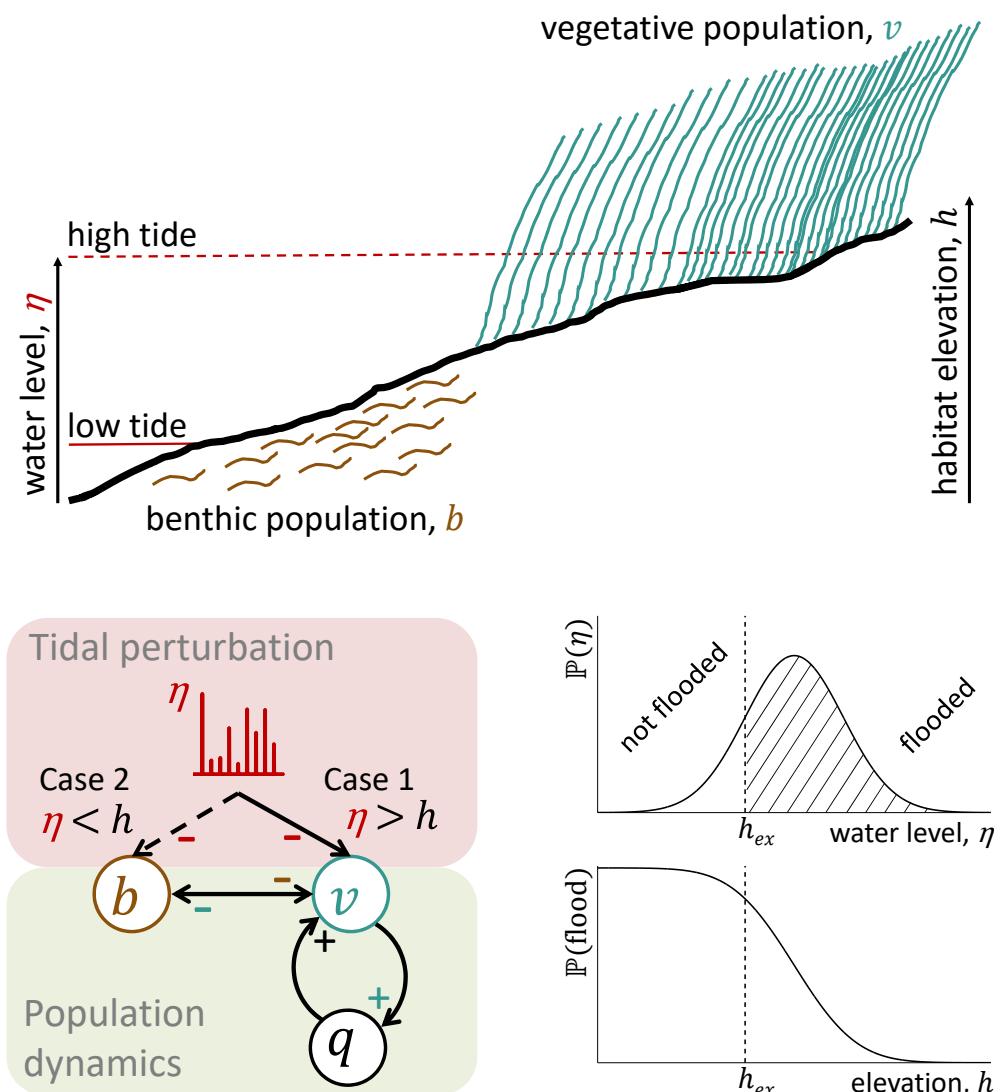 vegetative population, v
high tide
water level, η
low tide
habitat elevation, h
benthic population, b
Tidal perturbation
η
Case 2
η < h
Case 1
η > h
-
-
b
v
-
-
+
+
q
Population
dynamics
ℙ(η)
not flooded
flooded
h_ex
water level, η
ℙ(flood)
h_ex
elevation, h